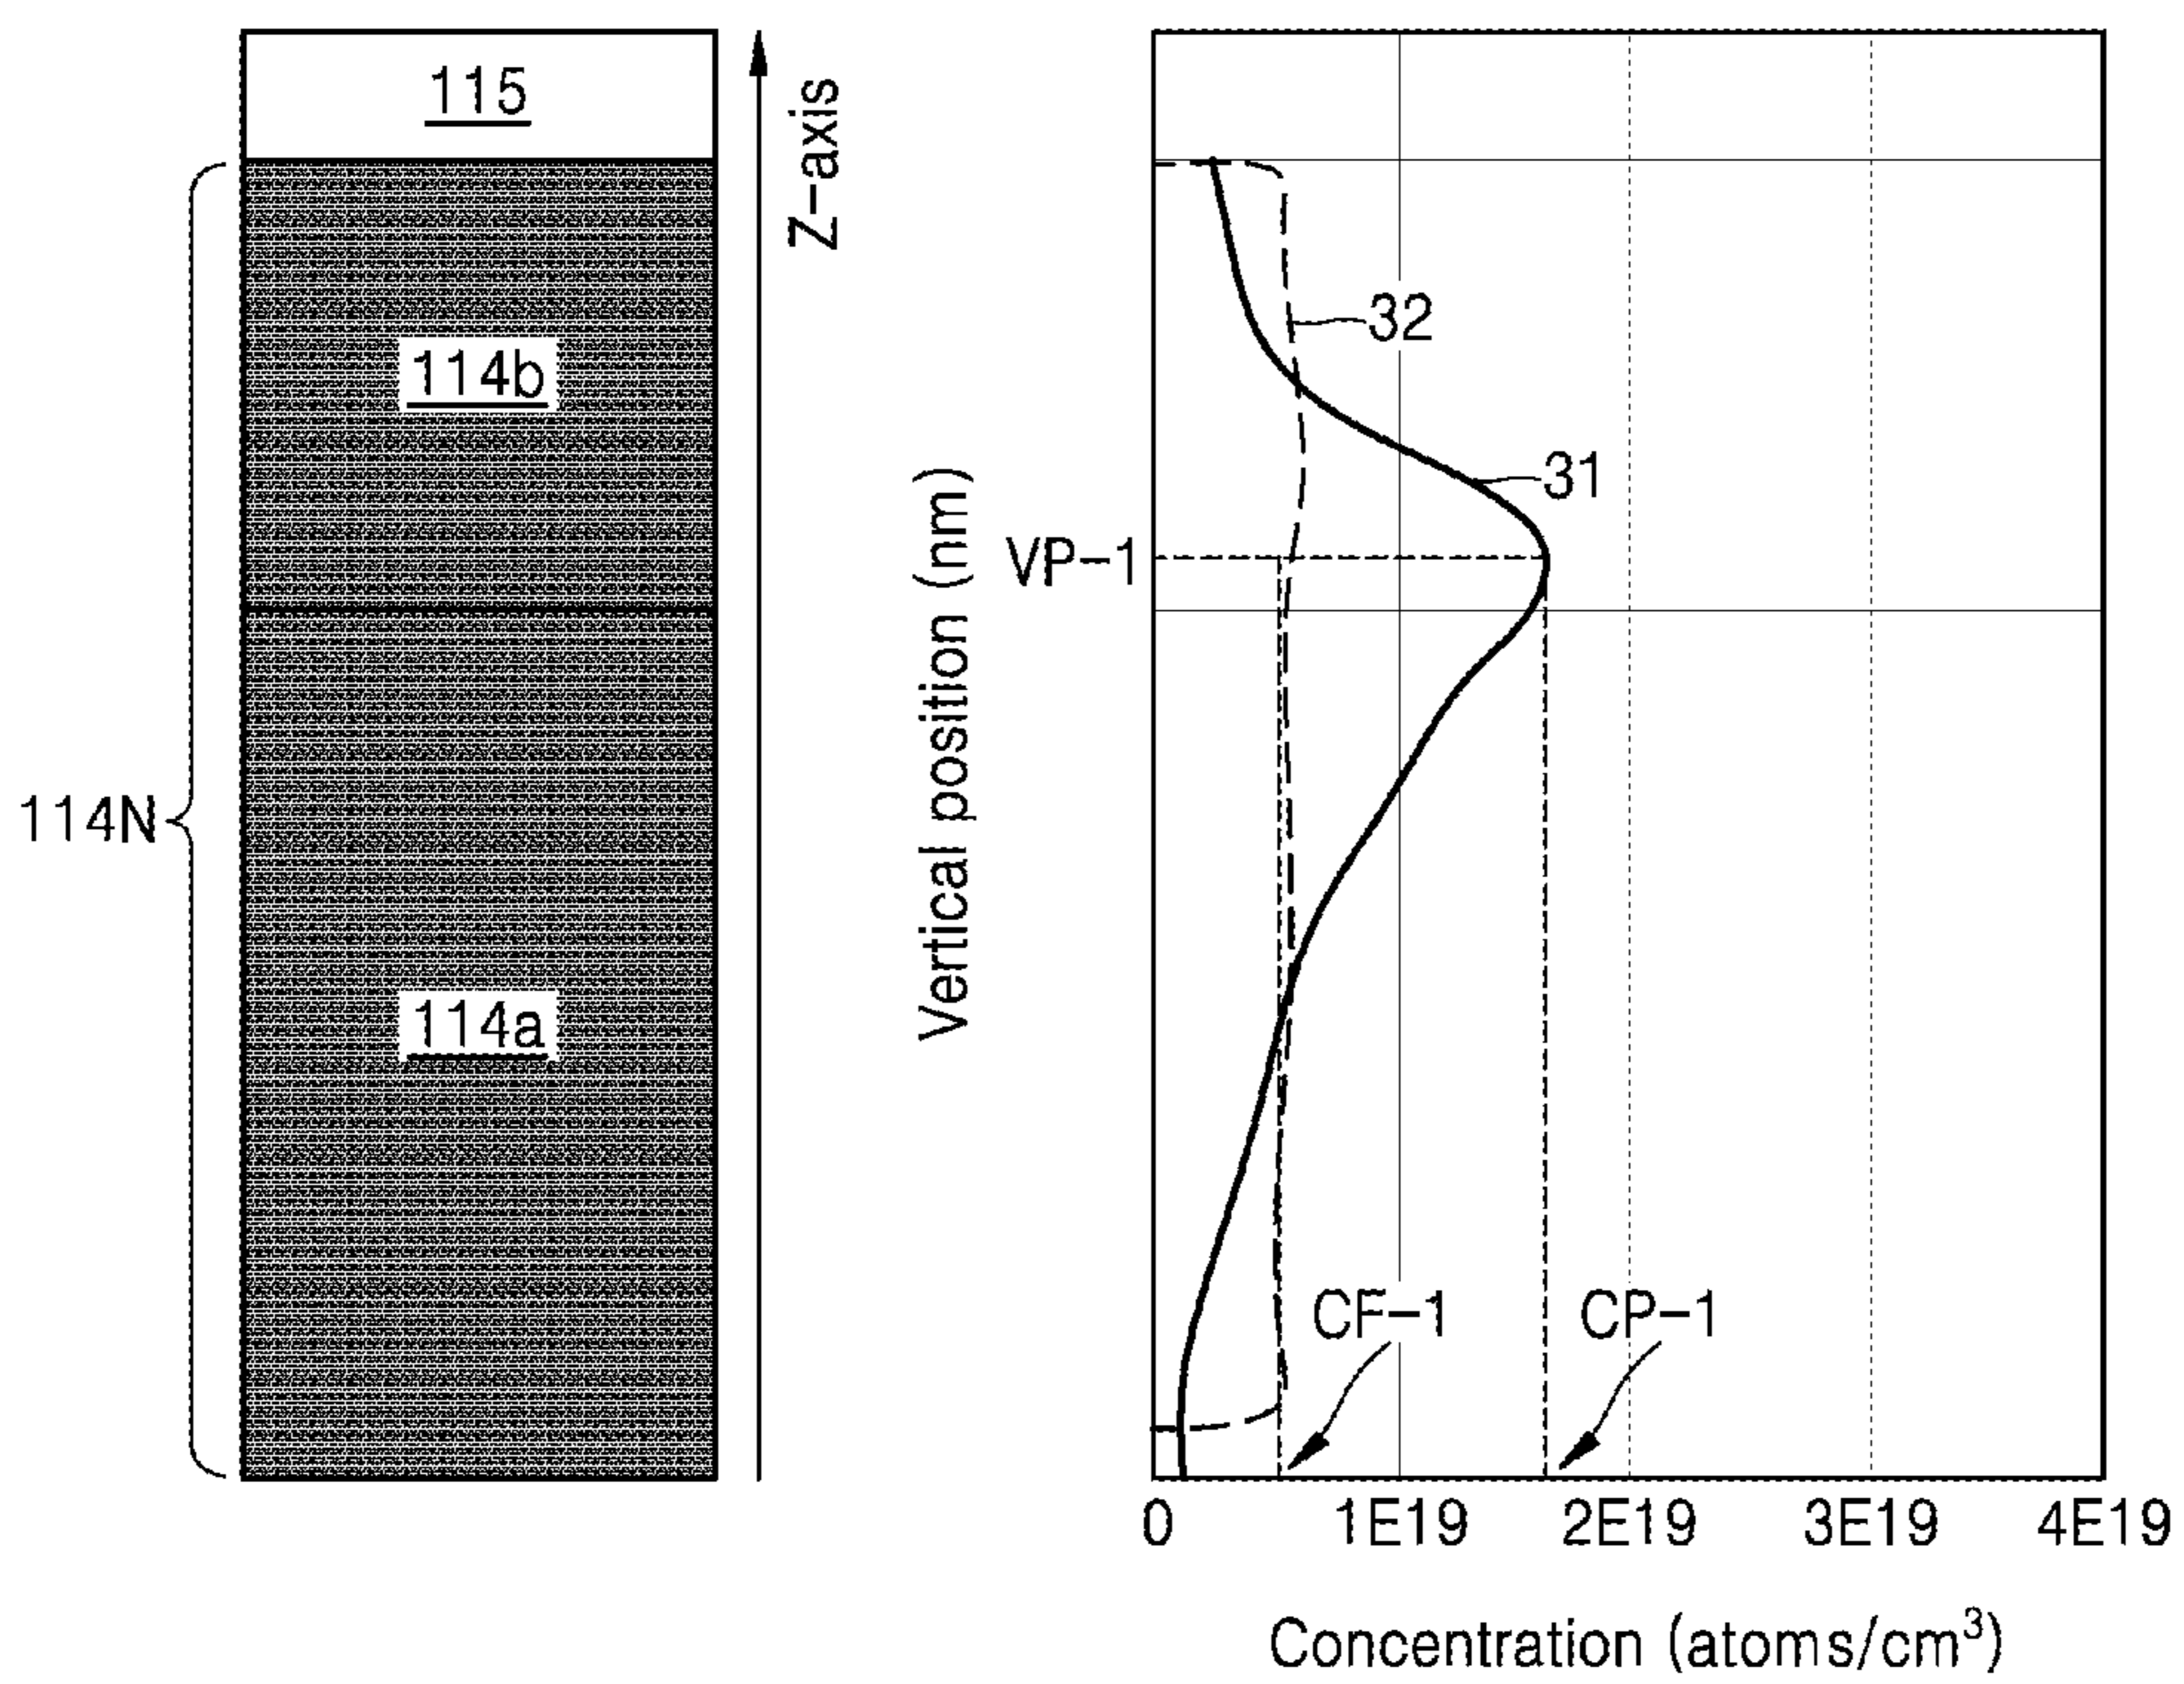 115
Z-axis
114b
114N
114a
Vertical position (nm)
VP-1
32
31
CF-1
CP-1
0 1E19 2E19 3E19 4E19
Concentration (atoms/cm³)